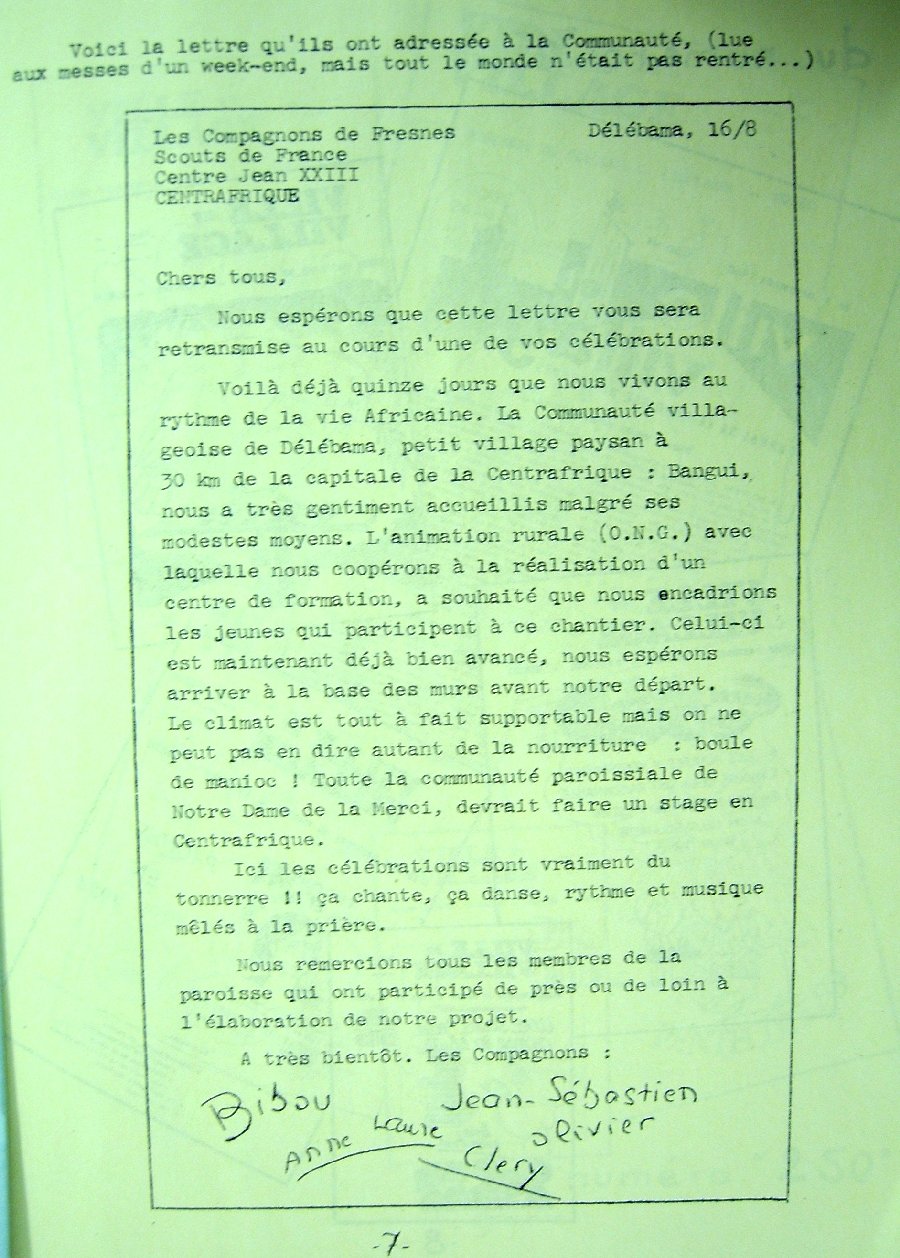 Voici la lettre qu'ils ont adressée à la Communauté, (lue
aux messes d'un week-end, mais tout le monde n'était pas rentré...)
Les Compagnons de Fresnes Délébama, 16/8
Scouts de France
Centre Jean XXIII
CENTRAFRIQUE
Chers tous,
Nous espérons que cette lettre vous sera
retransmise au cours d'une de vos célébrations.
Voilà déjà quinze jours que nous vivons au
rythme de la vie Africaine. La Communauté villa-
geoise de Délébama, petit village paysan à
30 km de la capitale de la Centrafrique : Bangui,
nous a très gentiment accueillis malgré ses
modestes moyens. L'animation rurale (O.N.G.) avec
laquelle nous coopérons à la réalisation d'un
centre de formation, a souhaité que nous encadrions
les jeunes qui participent à ce chantier. Celui-ci
est maintenant déjà bien avancé, nous espérons
arriver à la base des murs avant notre départ.
Le climat est tout à fait supportable mais on ne
peut pas en dire autant de la nourriture : boule
de manioc ! Toute la communauté paroissiale de
Notre Dame de la Merci, devrait faire un stage en
Centrafrique.
Ici les célébrations sont vraiment du
tonnerre !! ça chante, ça danse, rythme et musique
mêlés à la prière.
Nous remercions tous les membres de la
paroisse qui ont participé de près ou de loin à
l'élaboration de notre projet.
A très bientôt. Les Compagnons :
Bibou Jean-Sébastien
Anne Laure Olivier
Clery
-7-